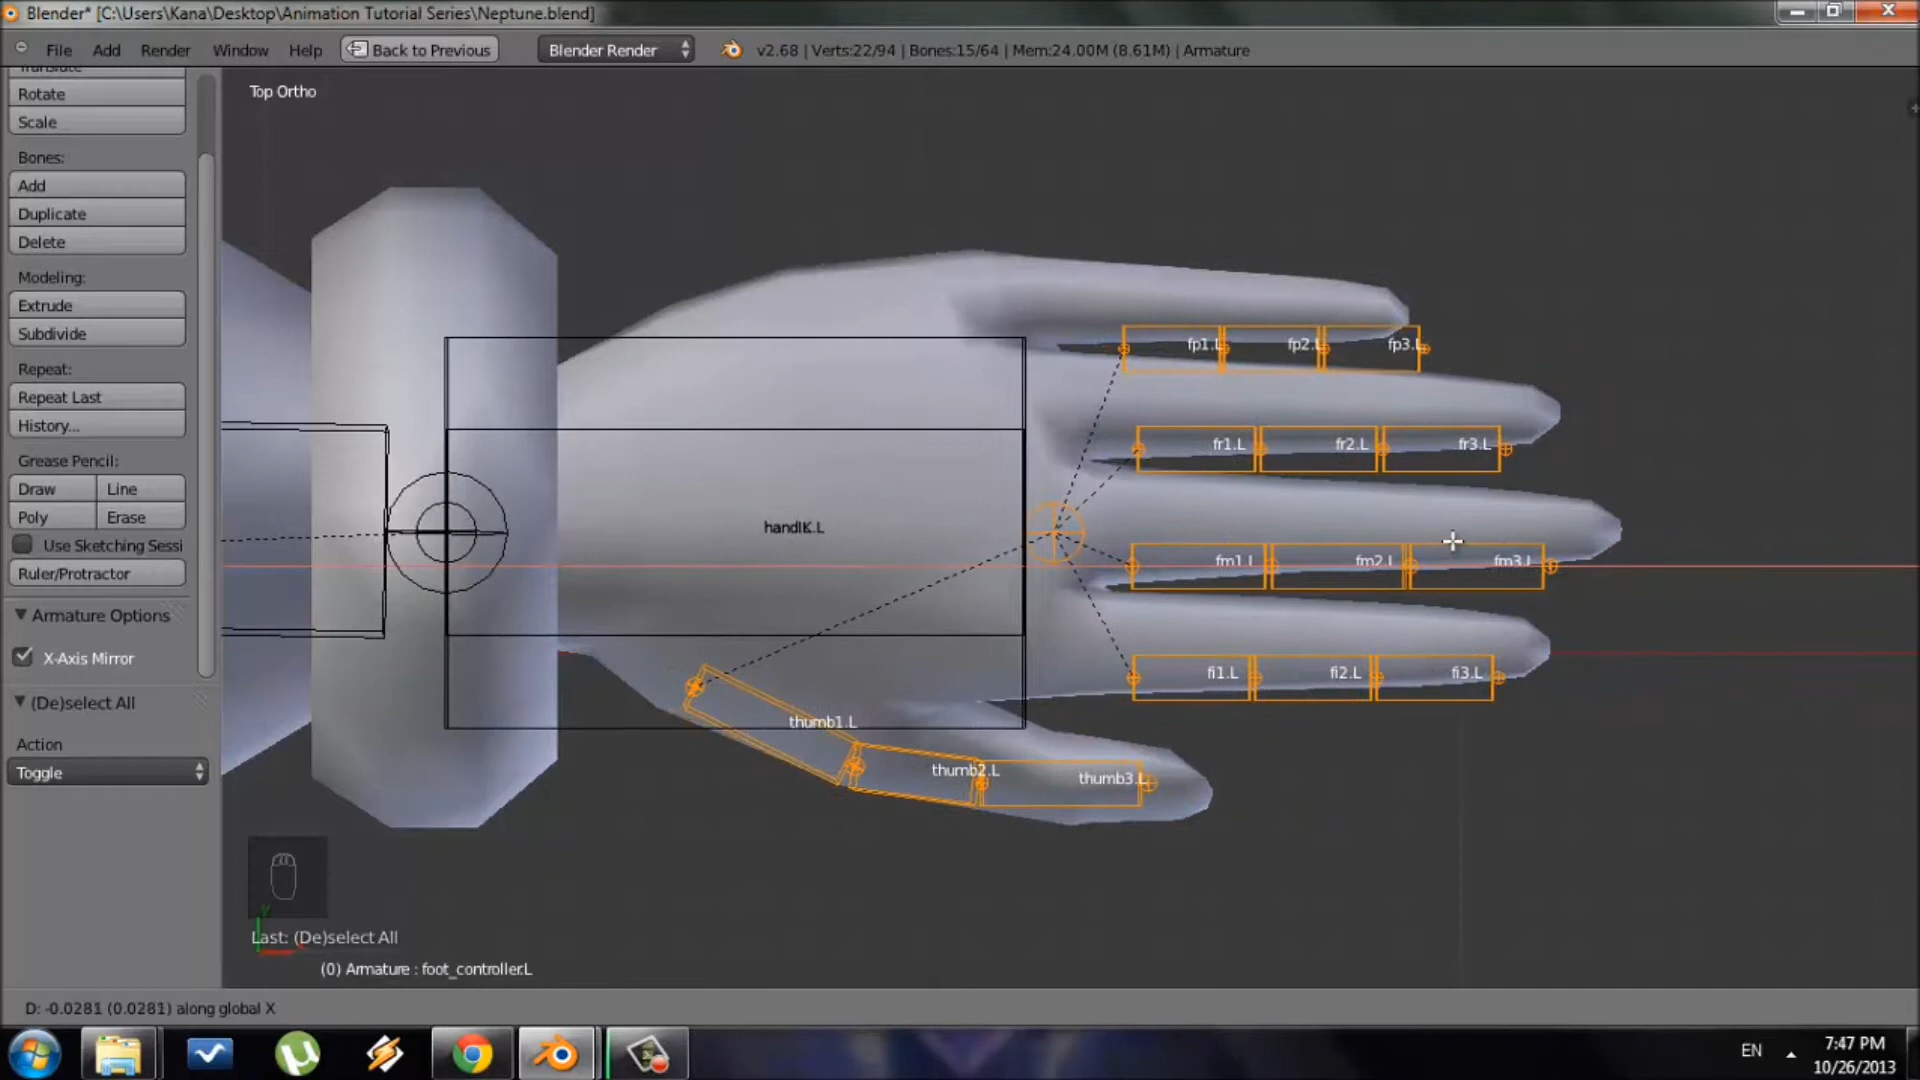 Blender* [C:\Users\Kana\Desktop\Animation Tutorial Series\Neptune.blend]
File Add Render Window Help Back to Previous Blender Render v2.68 | Verts:22/94 | Bones:15/64 | Mem:24.00M (8.61M) | Armature
Translate
Rotate
Scale
Bones:
Add
Duplicate
Delete
Modeling:
Extrude
Subdivide
Repeat:
Repeat Last
History...
Grease Pencil:
Draw Line
Poly Erase
Use Sketching Sessi
Ruler/Protractor
Armature Options
X-Axis Mirror
(De)select All
Action
Toggle
Top Ortho
fp1.L fp2.L fp3.L
fr1.L fr2.L fr3.L
handIK.L
fm1.L fm2.L fm3.L
fi1.L fi2.L fi3.L
thumb1.L
thumb2.L thumb3.L
y
Last: (De)select All
(0) Armature : foot_controller.L
D: -0.0281 (0.0281) along global X
EN
7:47 PM
10/26/2013